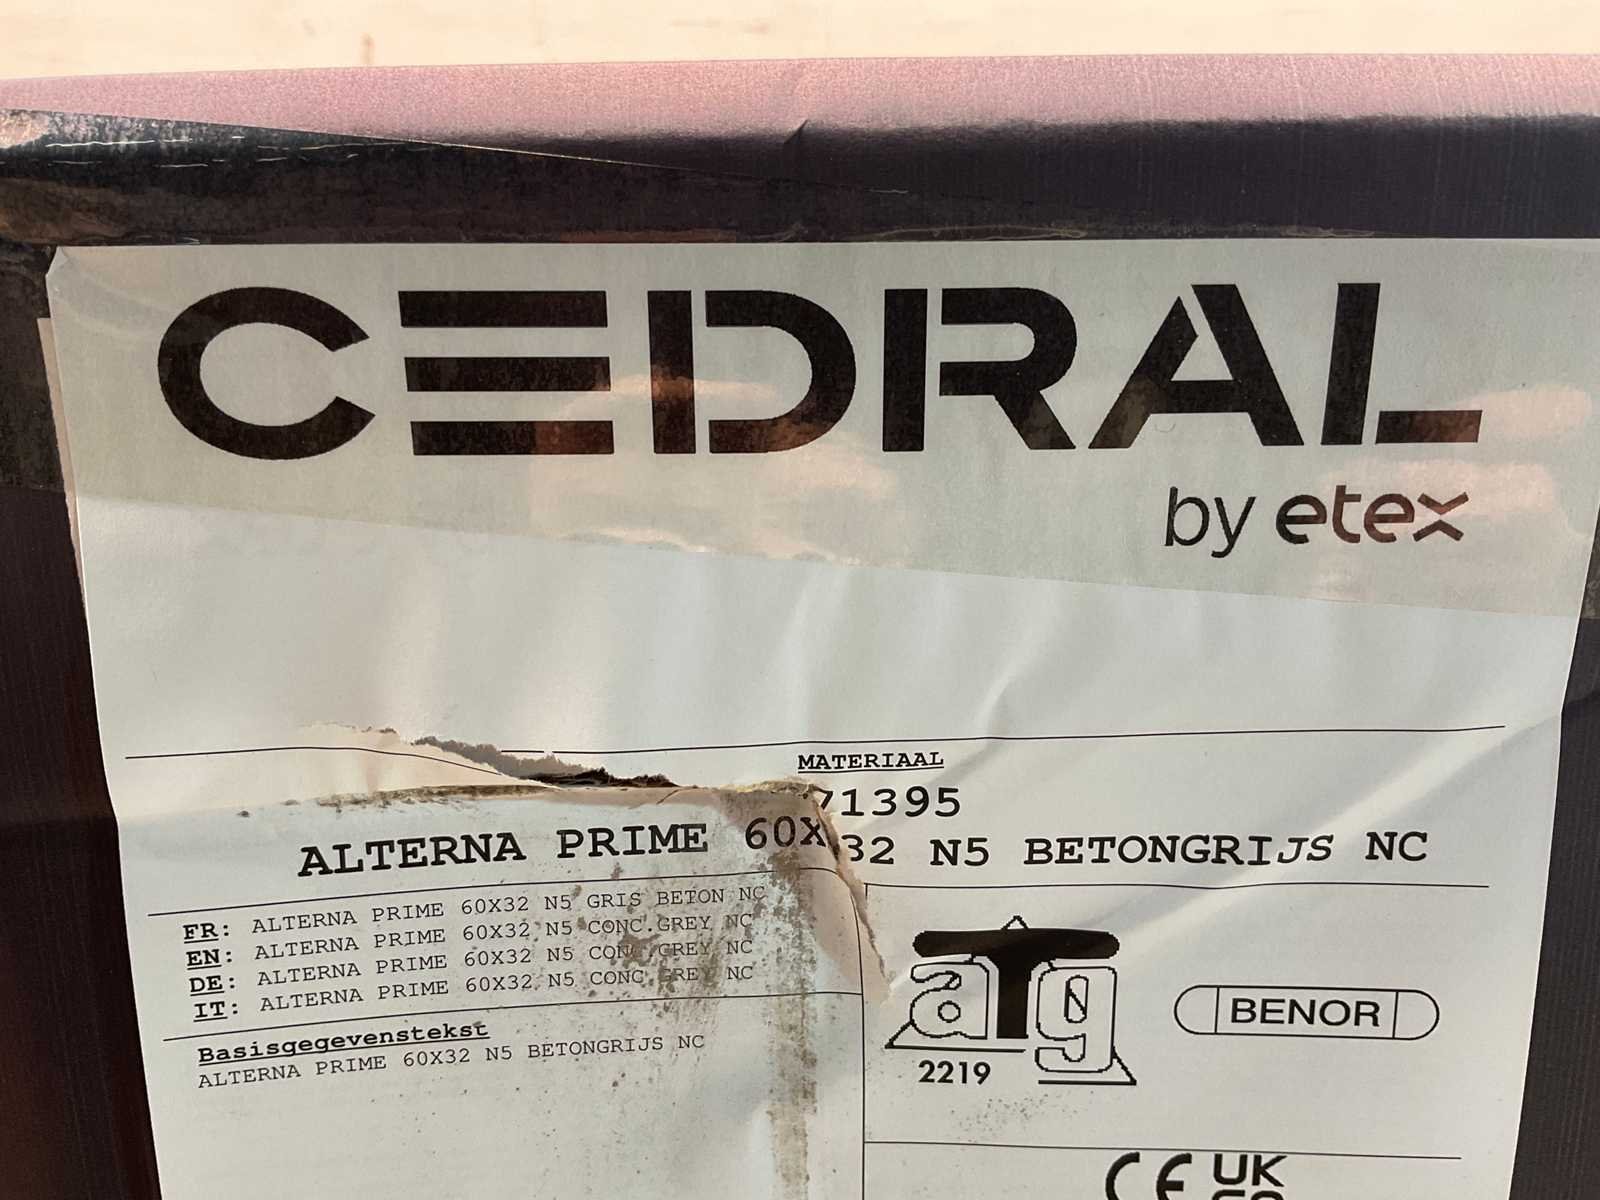 CEDRAL
by etex
MATERIAAL
71395
ALTERNA PRIME 60X32 N5 BETONGRIJS NC
FR: ALTERNA PRIME 60X32 N5 GRIS BETON NC
EN: ALTERNA PRIME 60X32 N5 CONC.GREY NC
DE: ALTERNA PRIME 60X32 N5 CONC.GREY NC
IT: ALTERNA PRIME 60X32 N5 CONC.GREY NC
Basisgegevenstekst
ALTERNA PRIME 60X32 N5 BETONGRIJS NC
aTg
2219
BENOR
CE UK